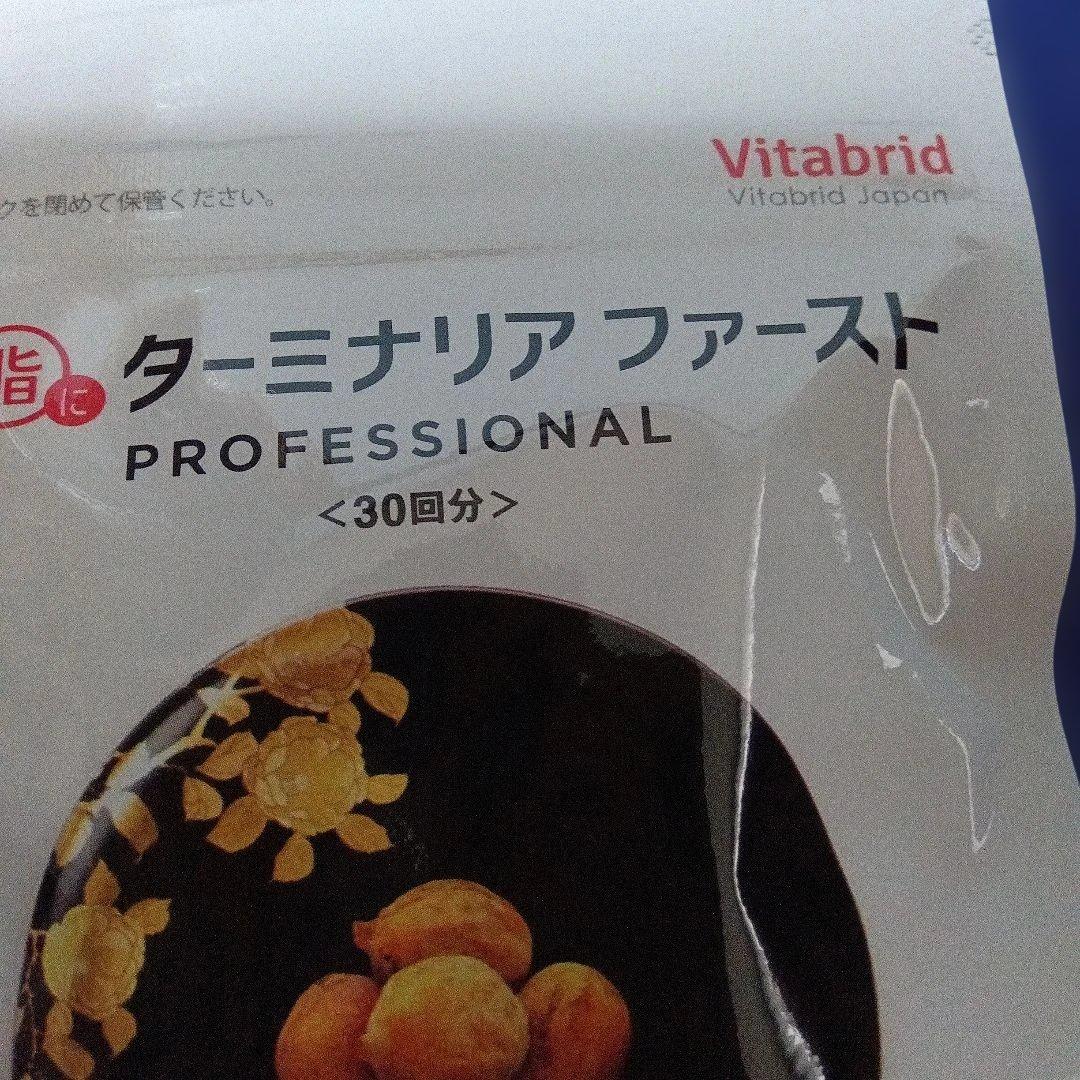 Vitabrid
Vitabrid Japan
クを閉めて保管ください。
脂に
ターミナリア ファースト
PROFESSIONAL
＜30回分＞